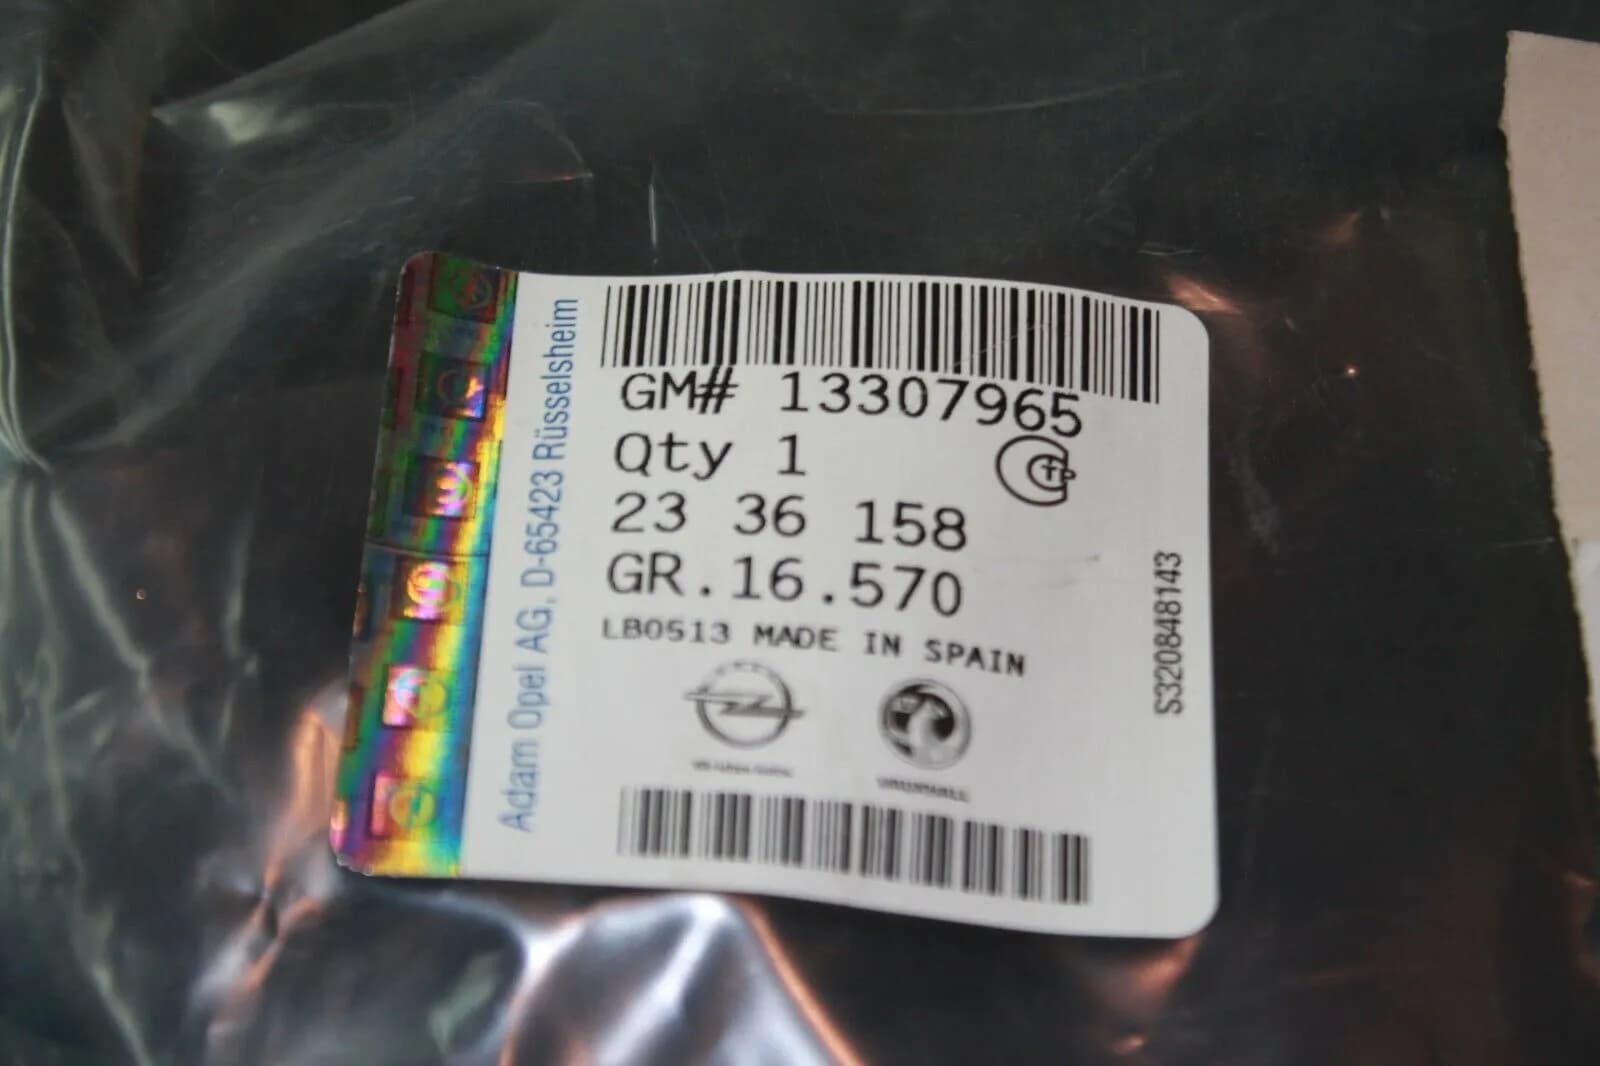 Adam Opel AG, D-65423 Rüsselsheim
GM# 13307965
Qty 1
23 36 158
GR.16.570
LB0513 MADE IN SPAIN
VAUXHALL
S320848143